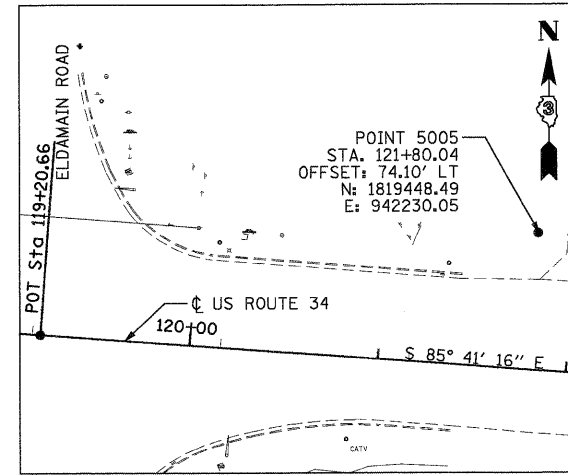 N
3
ELDAMAIN ROAD
POT Sta 119+20.66
POINT 5005
STA. 121+80.04
OFFSET: 74.10' LT
N: 1819448.49
E: 942230.05
℄ US ROUTE 34
120+00
S 85° 41' 16" E
CATV